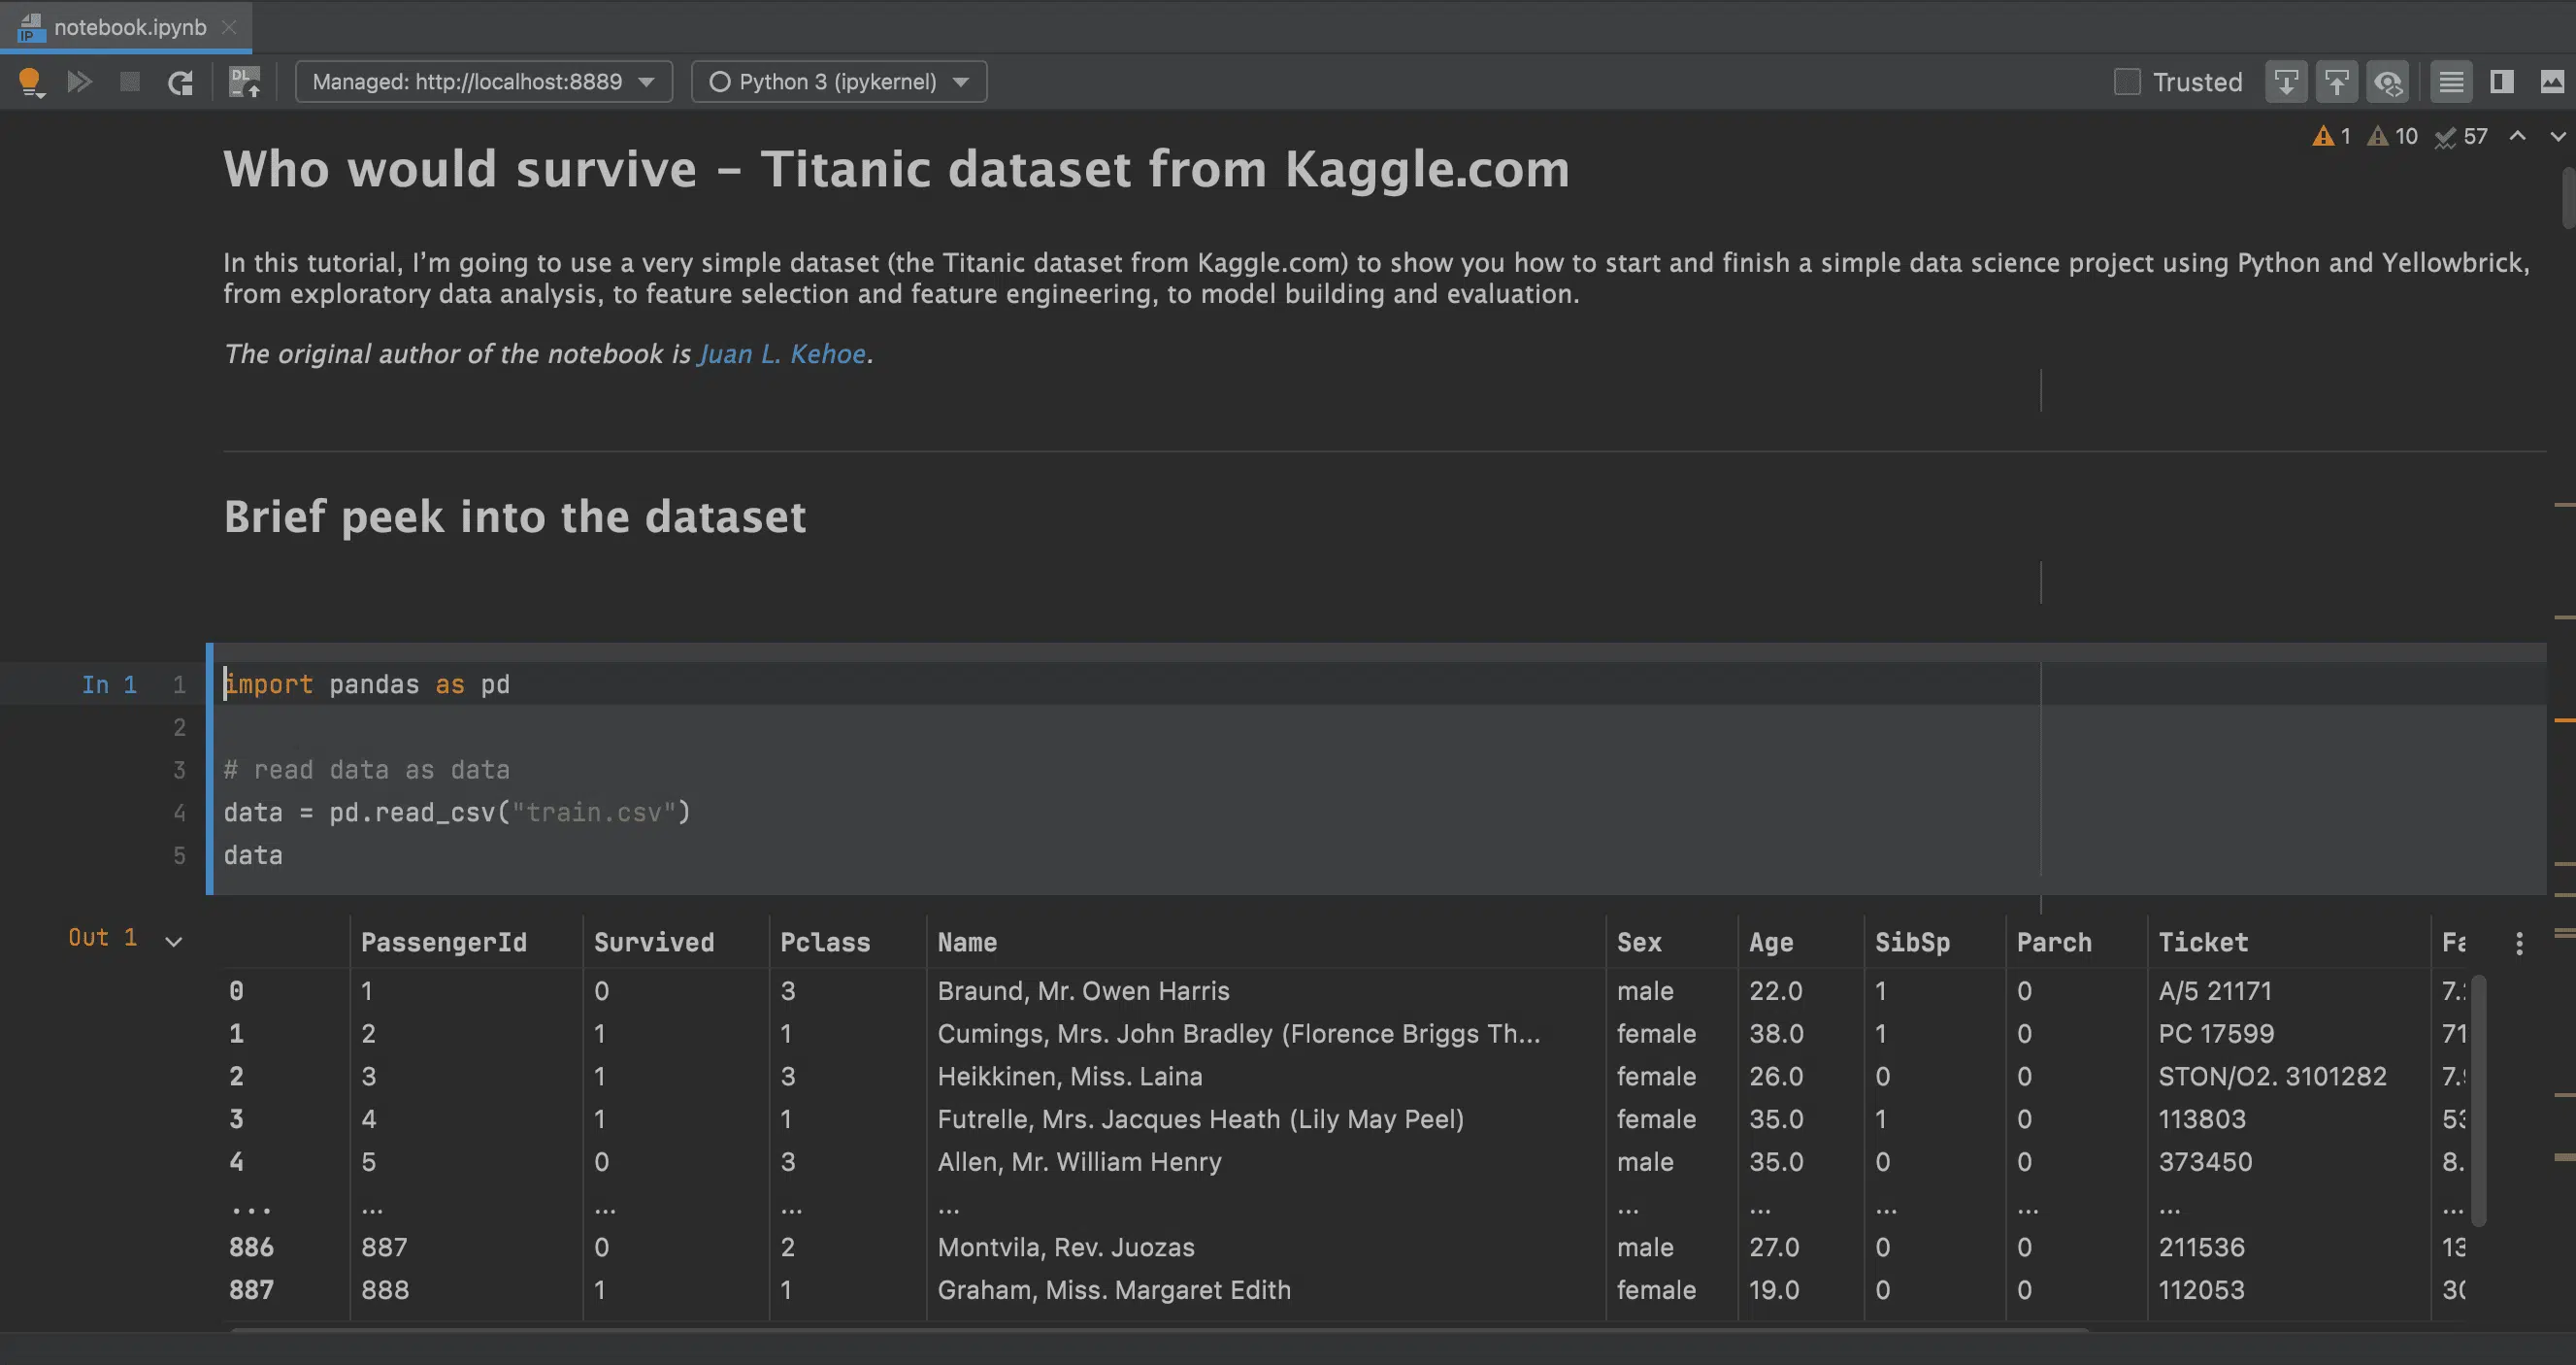 notebook.ipynb
Managed: http://localhost:8889 Python 3 (ipykernel) Trusted
1 10 57
Who would survive – Titanic dataset from Kaggle.com
In this tutorial, I’m going to use a very simple dataset (the Titanic dataset from Kaggle.com) to show you how to start and finish a simple data science project using Python and Yellowbrick,
from exploratory data analysis, to feature selection and feature engineering, to model building and evaluation.
The original author of the notebook is Juan L. Kehoe.
Brief peek into the dataset
In 1 1 import pandas as pd
2
3 # read data as data
4 data = pd.read_csv("train.csv")
5 data
Out 1 PassengerId Survived Pclass Name Sex Age SibSp Parch Ticket
0 1 0 3 Braund, Mr. Owen Harris male 22.0 1 0 A/5 21171 7.
1 2 1 1 Cumings, Mrs. John Bradley (Florence Briggs Th... female 38.0 1 0 PC 17599 71
2 3 1 3 Heikkinen, Miss. Laina female 26.0 0 0 STON/O2. 3101282 7.
3 4 1 1 Futrelle, Mrs. Jacques Heath (Lily May Peel) female 35.0 1 0 113803 53
4 5 0 3 Allen, Mr. William Henry male 35.0 0 0 373450 8.
... ... ... ... ... ... ... ... ... ... ...
886 887 0 2 Montvila, Rev. Juozas male 27.0 0 0 211536 13
887 888 1 1 Graham, Miss. Margaret Edith female 19.0 0 0 112053 30